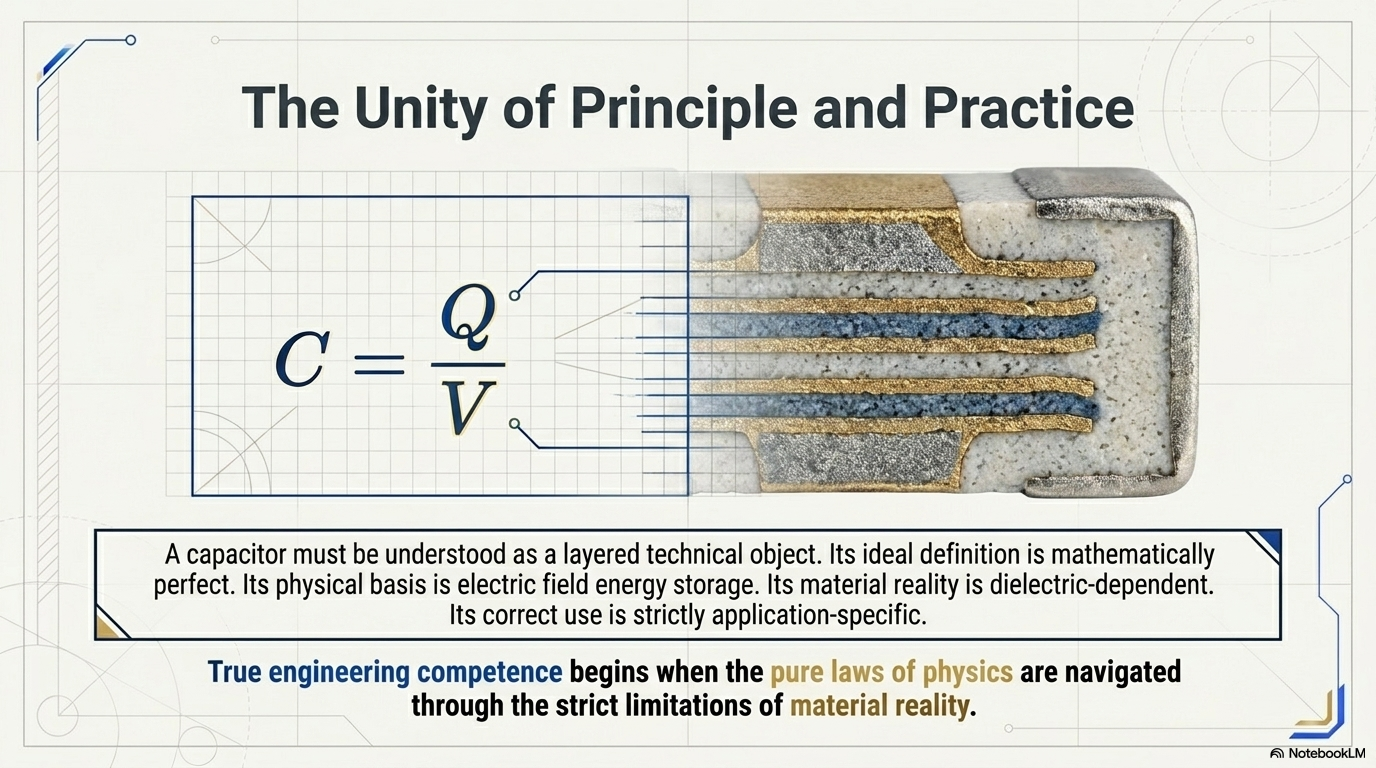 The Unity of Principle and Practice
C = Q / V
A capacitor must be understood as a layered technical object. Its ideal definition is mathematically
perfect. Its physical basis is electric field energy storage. Its material reality is dielectric-dependent.
Its correct use is strictly application-specific.
True engineering competence begins when the pure laws of physics are navigated
through the strict limitations of material reality.
NotebookLM